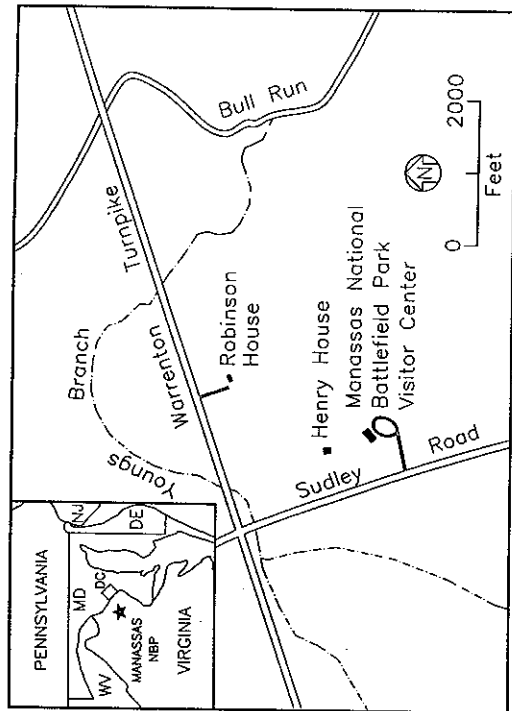 PENNSYLVANIA
MD
NJ
DC
DE
WV
MANASSAS
NBP
VIRGINIA
Turnpike
Warrenton
Branch
Youngs
Bull Run
Robinson
House
Henry House
Manassas National
Battlefield Park
Visitor Center
Sudley
Road
N
0
2000
Feet